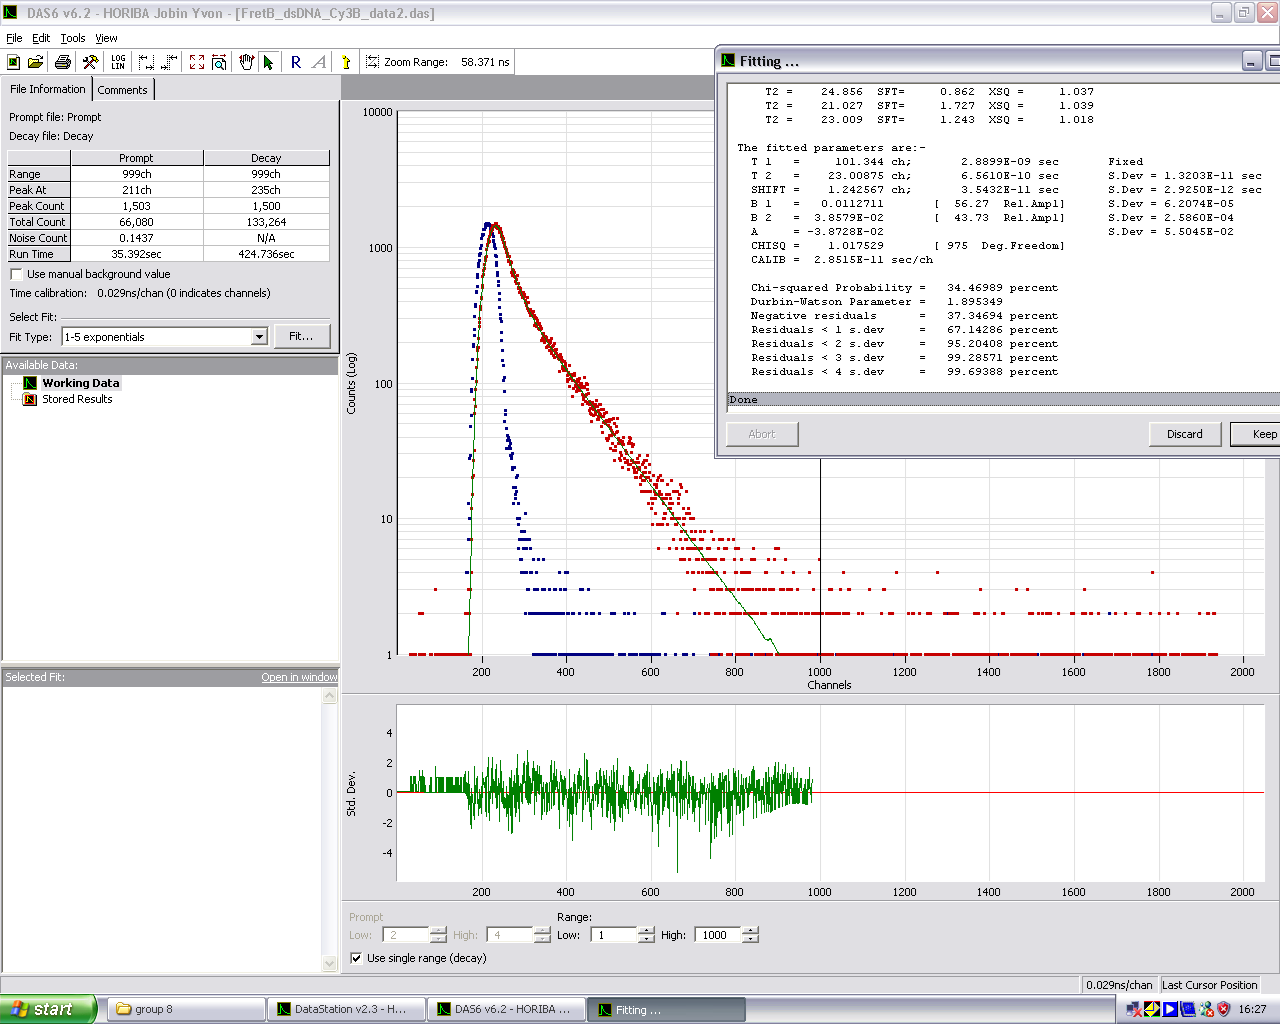 DAS6 v6.2 - HORIBA Jobin Yvon - [FretB_dsDNA_Cy3B_data2.das]
File Edit Tools View
LOG LIN R A Zoom Range: 58.371 ns
File Information Comments
Prompt file: Prompt
Decay file: Decay
Prompt Decay
Range 999ch 999ch
Peak At 211ch 235ch
Peak Count 1,503 1,500
Total Count 66,080 133,264
Noise Count 0.1437 N/A
Run Time 35.392sec 424.736sec
Use manual background value
Time calibration: 0.029ns/chan (0 indicates channels)
Select Fit:
Fit Type: 1-5 exponentials Fit...
Available Data:
Working Data
Stored Results
Selected Fit: Open in window
10000
1000
100
10
1
Counts (Log)
200 400 600 800 1000 1200 1400 1600 1800 2000
Channels
Fitting ...
T2 = 24.856 SFT= 0.862 XSQ = 1.037
T2 = 21.027 SFT= 1.727 XSQ = 1.039
T2 = 23.009 SFT= 1.243 XSQ = 1.018
The fitted parameters are:-
T 1 = 101.344 ch; 2.8899E-09 sec Fixed
T 2 = 23.00875 ch; 6.5610E-10 sec S.Dev = 1.3203E-11 sec
SHIFT = 1.242567 ch; 3.5432E-11 sec S.Dev = 2.9250E-12 sec
B 1 = 0.0112711 [ 56.27 Rel.Ampl] S.Dev = 6.2074E-05
B 2 = 3.8579E-02 [ 43.73 Rel.Ampl] S.Dev = 2.5860E-04
A = -3.8728E-02 S.Dev = 5.5045E-02
CHISQ = 1.017529 [ 975 Deg.Freedom]
CALIB = 2.8515E-11 sec/ch
Chi-squared Probability = 34.46989 percent
Durbin-Watson Parameter = 1.895349
Negative residuals = 37.34694 percent
Residuals < 1 s.dev = 67.14286 percent
Residuals < 2 s.dev = 95.20408 percent
Residuals < 3 s.dev = 99.28571 percent
Residuals < 4 s.dev = 99.69388 percent
Done
Abort Discard Keep
4
2
0
-2
-4
Std. Dev.
200 400 600 800 1000 1200 1400 1600 1800 2000
Prompt Range:
Low: 2 High: 4 Low: 1 High: 1000
Use single range (decay)
0.029ns/chan Last Cursor Position
start group 8 DataStation v2.3 - H... DAS6 v6.2 - HORIBA ... Fitting ... 16:27